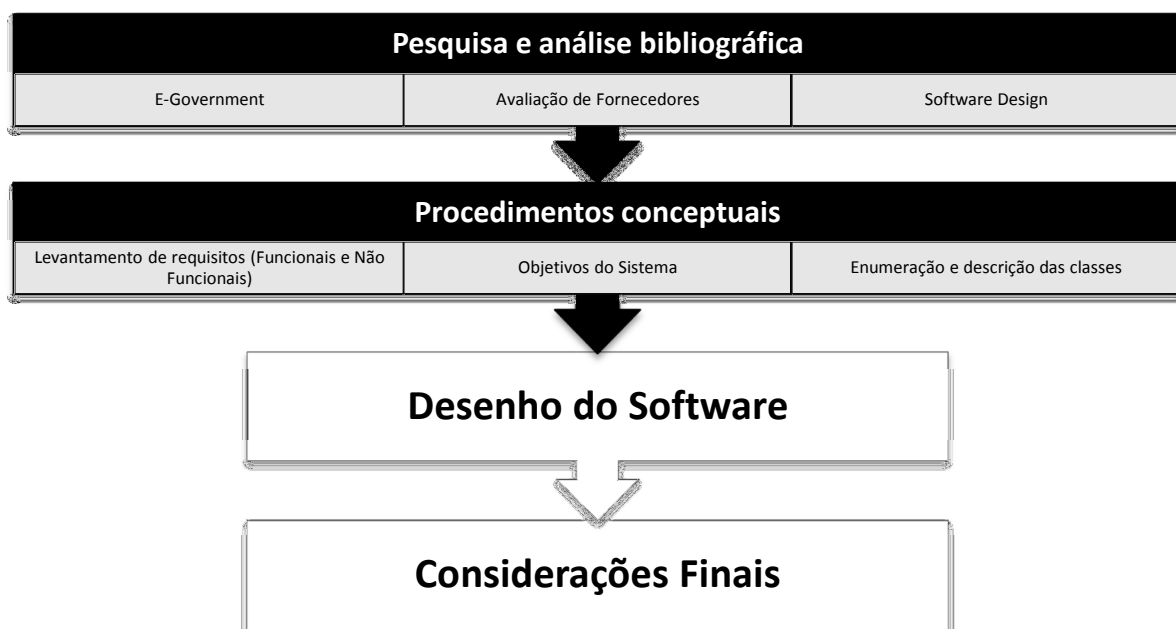 Pesquisa e análise bibliográfica
E-Government
Avaliação de Fornecedores
Software Design
Procedimentos conceptuais
Levantamento de requisitos (Funcionais e Não
Funcionais)
Objetivos do Sistema
Enumeração e descrição das classes
Desenho do Software
Considerações Finais